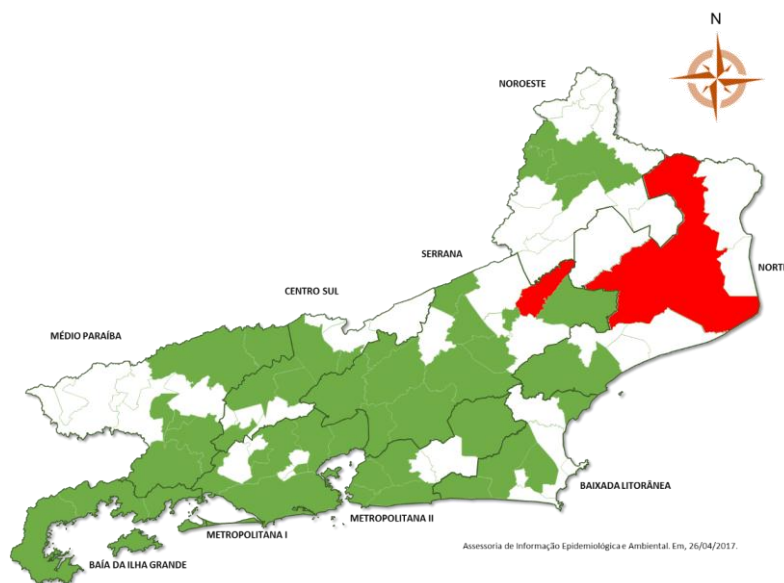 N
NOROESTE
NORTE
SERRANA
CENTRO SUL
MÉDIO PARAÍBA
BAIXADA LITORÂNEA
METROPOLITANA II
METROPOLITANA I
BAÍA DA ILHA GRANDE
Assessoria de Informação Epidemiológica e Ambiental. Em, 26/04/2017.